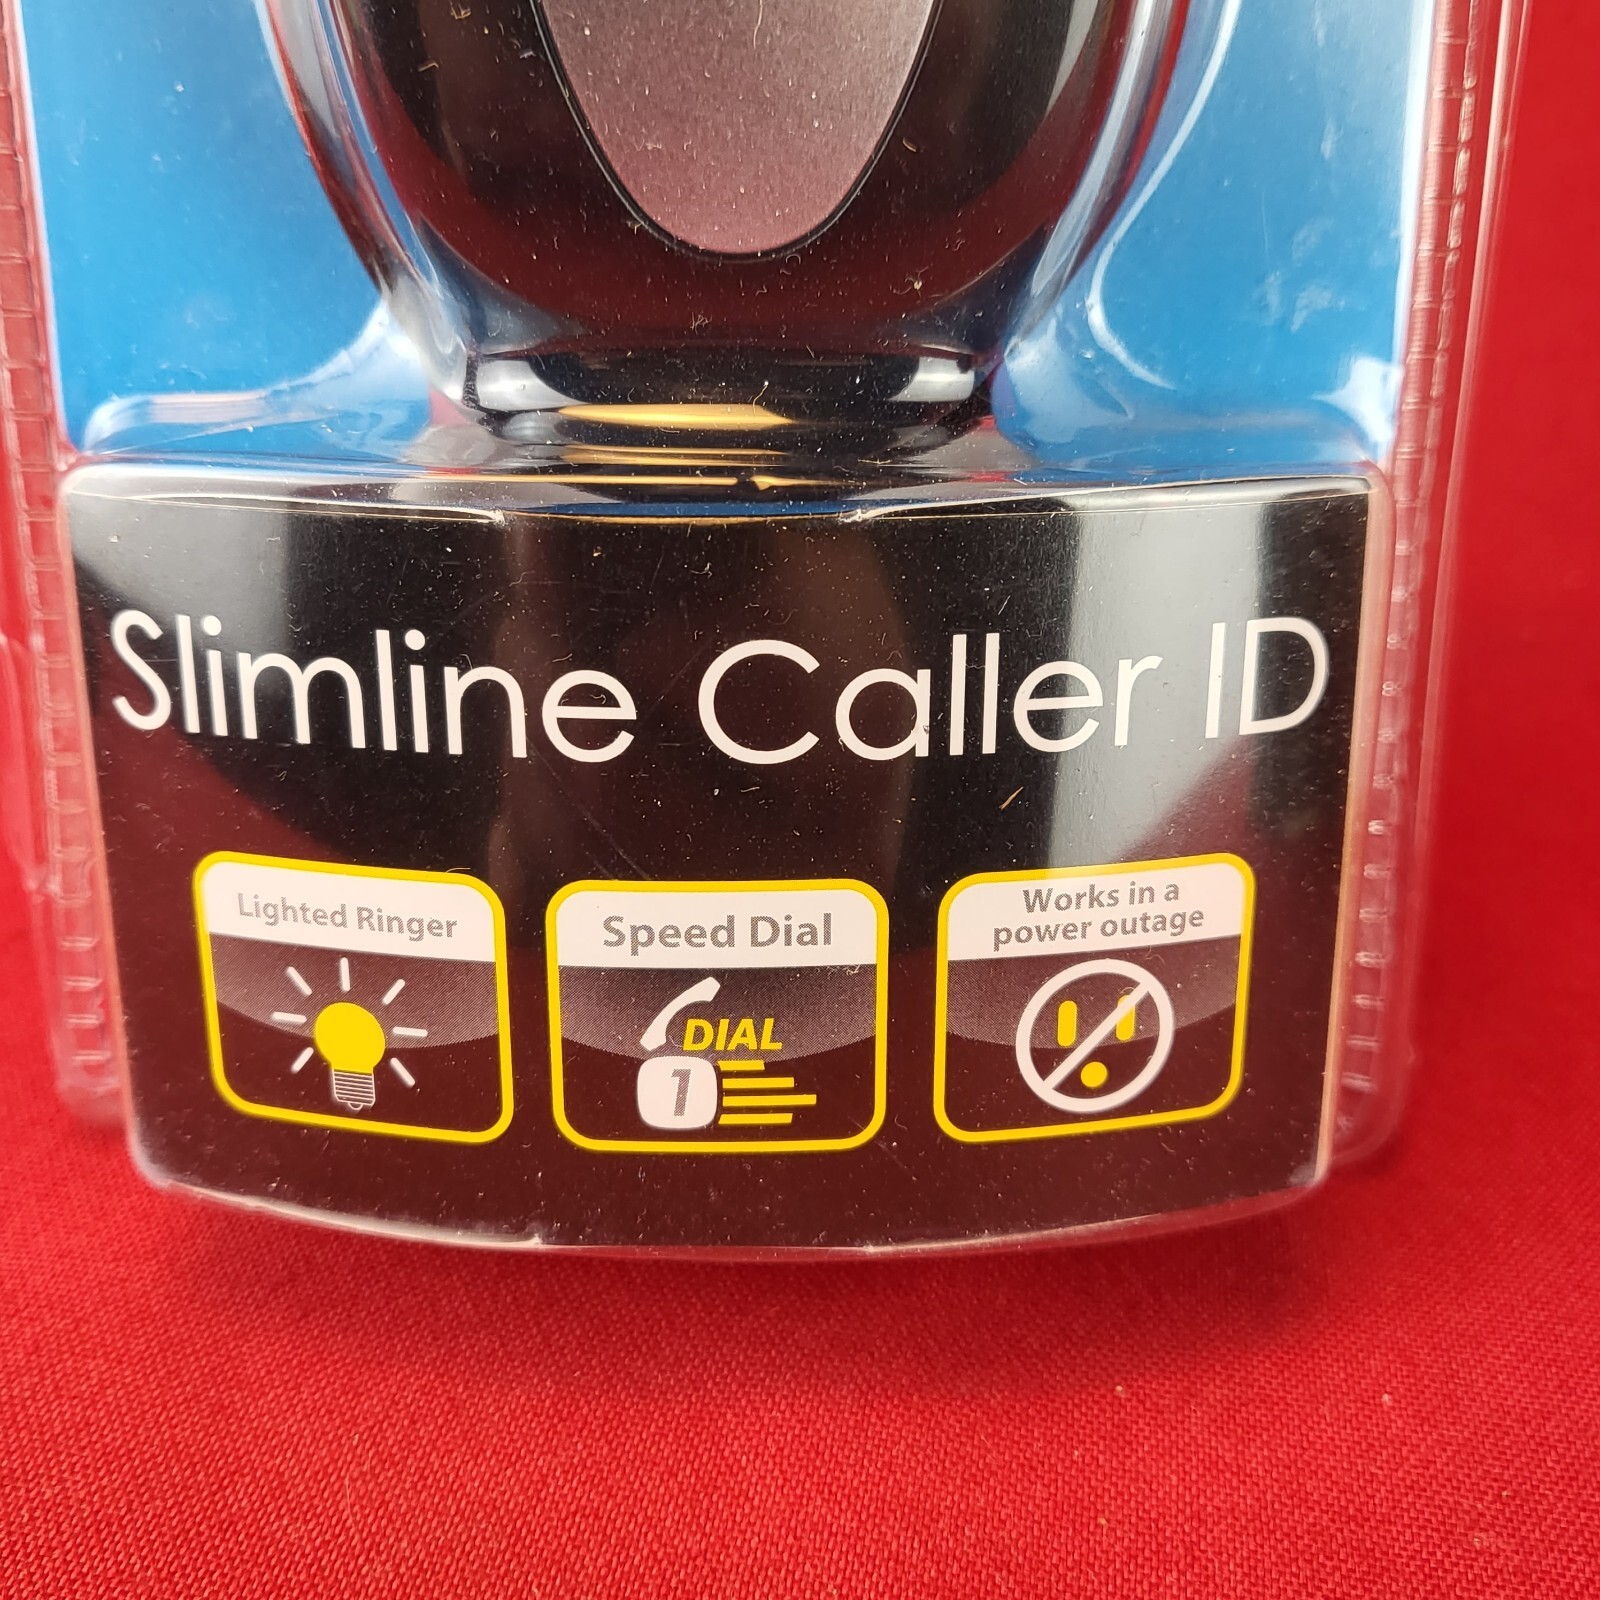 Slimline Caller ID
Lighted Ringer
Speed Dial
DIAL
1
Works in a
power outage